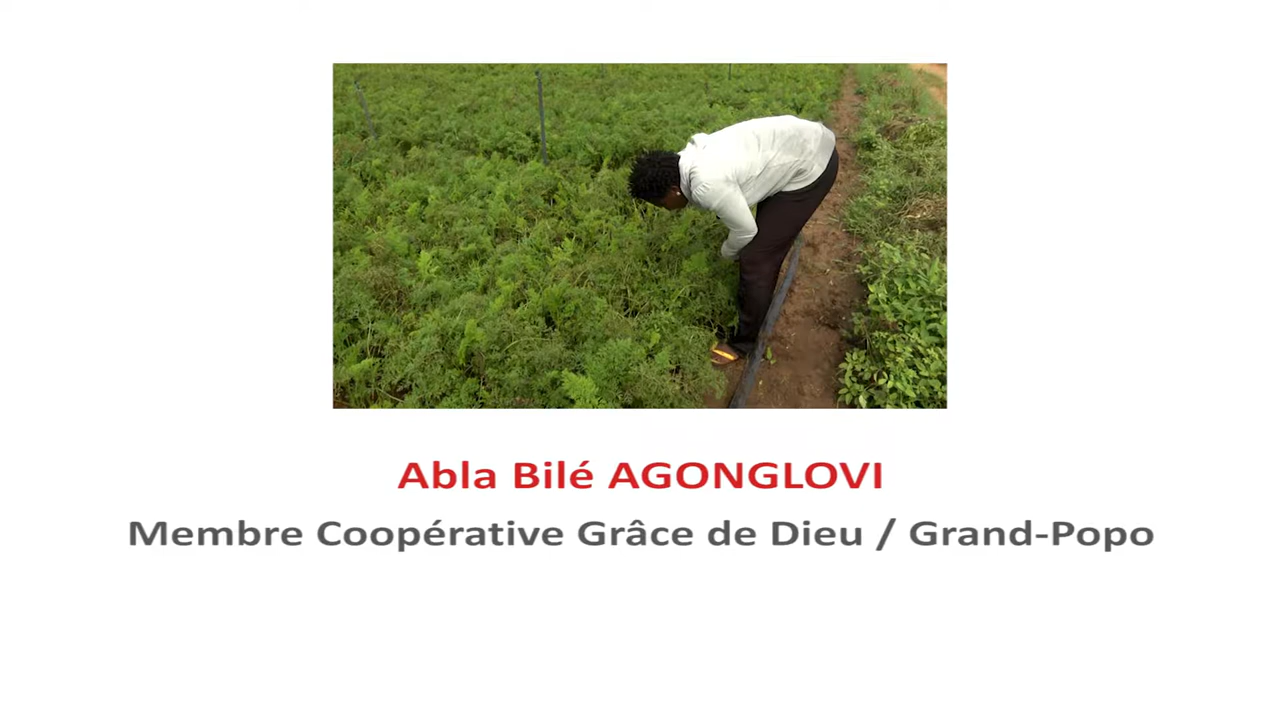 Abla Bilé AGONGLOVI
Membre Coopérative Grâce de Dieu / Grand-Popo